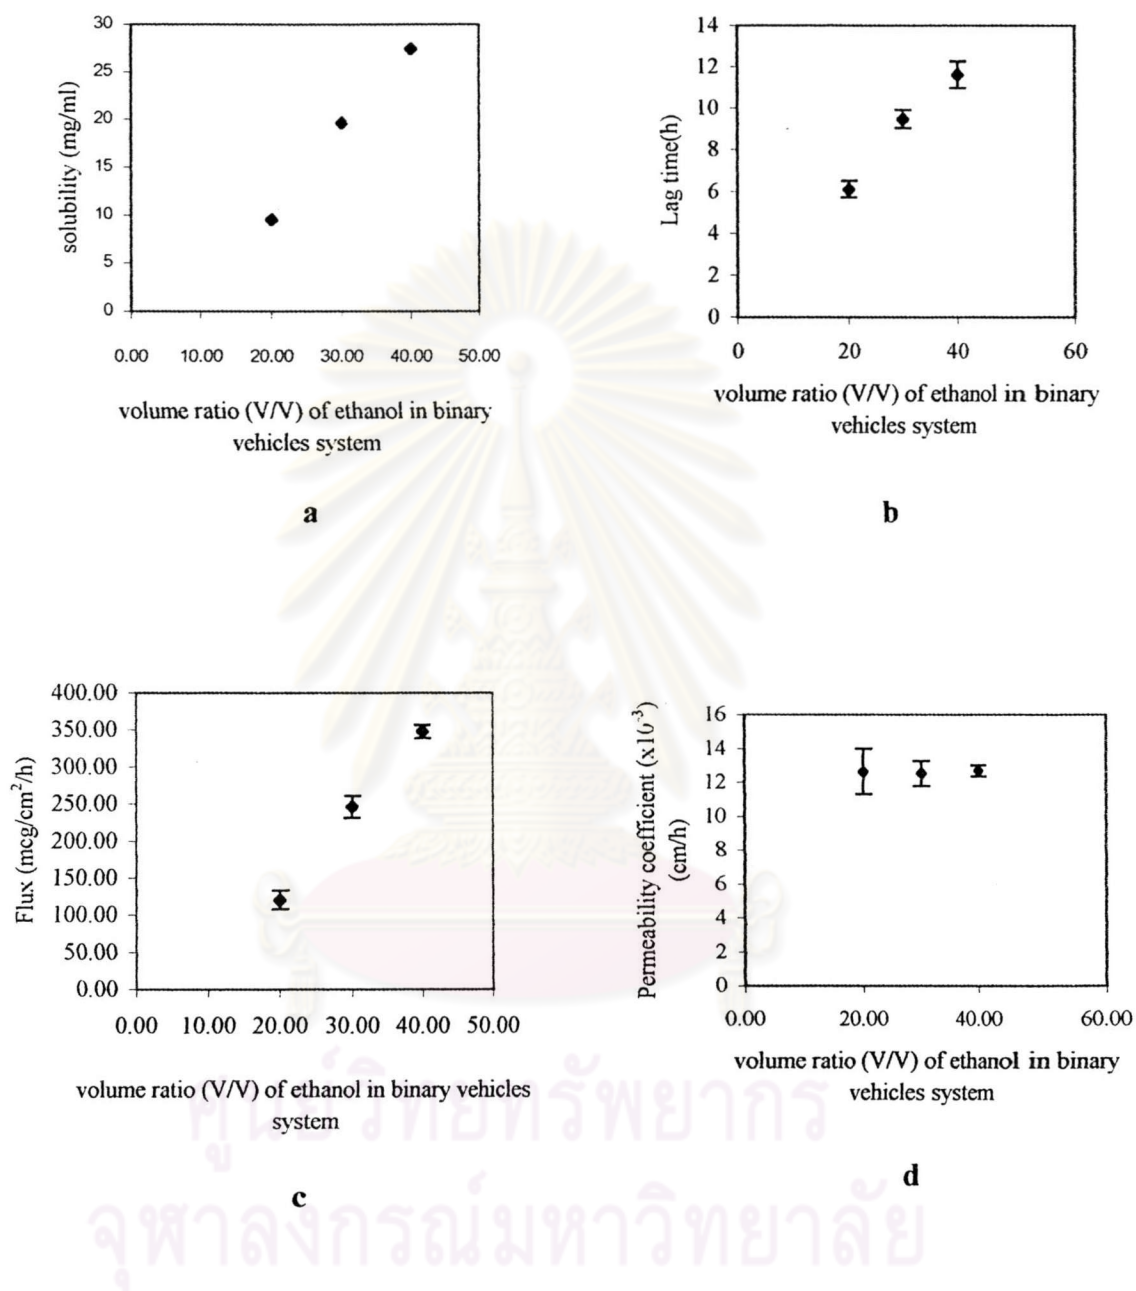 30
25
20
15
10
5
0
solubility (mg/ml)
0.00 10.00 20.00 30.00 40.00 50.00
volume ratio (V/V) of ethanol in binary
vehicles system
a
14
12
10
8
6
4
2
0
Lag time(h)
0 20 40 60
volume ratio (V/V) of ethanol in binary
vehicles system
b
400.00
350.00
300.00
250.00
200.00
150.00
100.00
50.00
0.00
Flux (mcg/cm²/h)
0.00 10.00 20.00 30.00 40.00 50.00
volume ratio (V/V) of ethanol in binary vehicles
system
c
16
14
12
10
8
6
4
2
0
Permeability coefficient (x10⁻³)
(cm/h)
0.00 20.00 40.00 60.00
volume ratio (V/V) of ethanol in binary
vehicles system
d
ศูนย์วิทยทรัพยากร
จุฬาลงกรณ์มหาวิทยาลัย